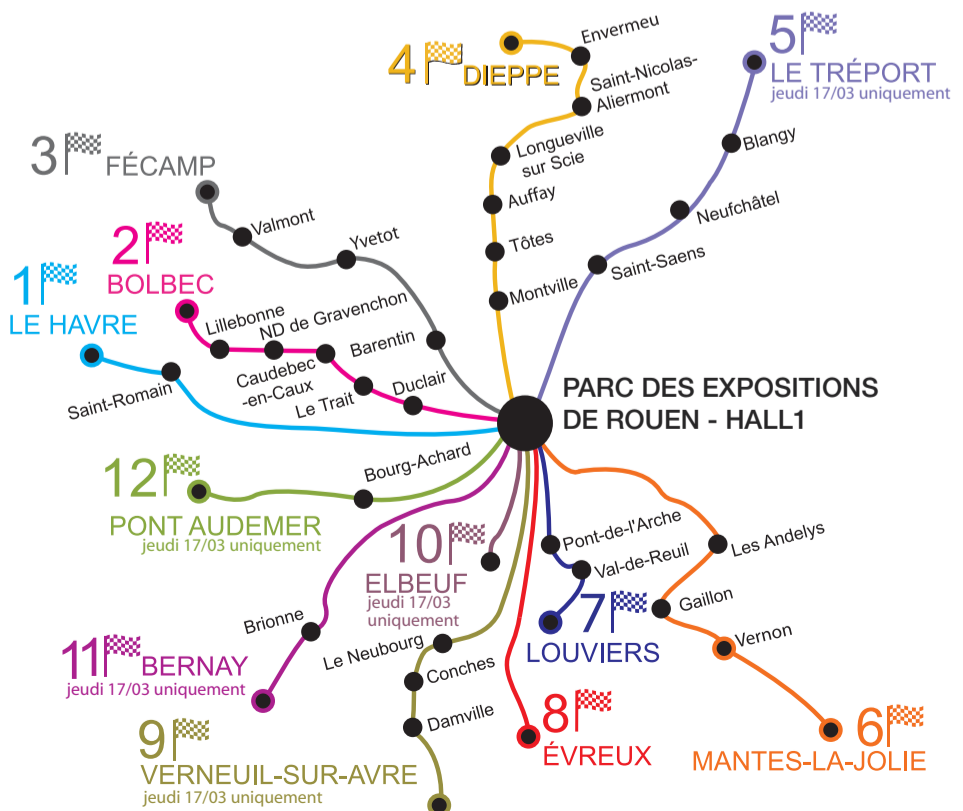 4
DIEPPE
Envermeu
Saint-Nicolas-
Aliermont
Longueville
sur Scie
Auffay
Tôtes
Montville
5
LE TRÉPORT
jeudi 17/03 uniquement
Blangy
Neufchâtel
Saint-Saens
3
FÉCAMP
Valmont
Yvetot
Barentin
2
BOLBEC
Lillebonne
ND de Gravenchon
Caudebec
-en-Caux
Le Trait
Duclair
1
LE HAVRE
Saint-Romain
PARC DES EXPOSITIONS
DE ROUEN - HALL1
12
PONT AUDEMER
jeudi 17/03 uniquement
Bourg-Achard
10
ELBEUF
jeudi 17/03
uniquement
Pont-de-l'Arche
Val-de-Reuil
7
LOUVIERS
Les Andelys
Gaillon
Vernon
6
MANTES-LA-JOLIE
11
BERNAY
jeudi 17/03 uniquement
Brionne
Le Neubourg
Conches
Damville
9
VERNEUIL-SUR-AVRE
jeudi 17/03 uniquement
8
ÉVREUX